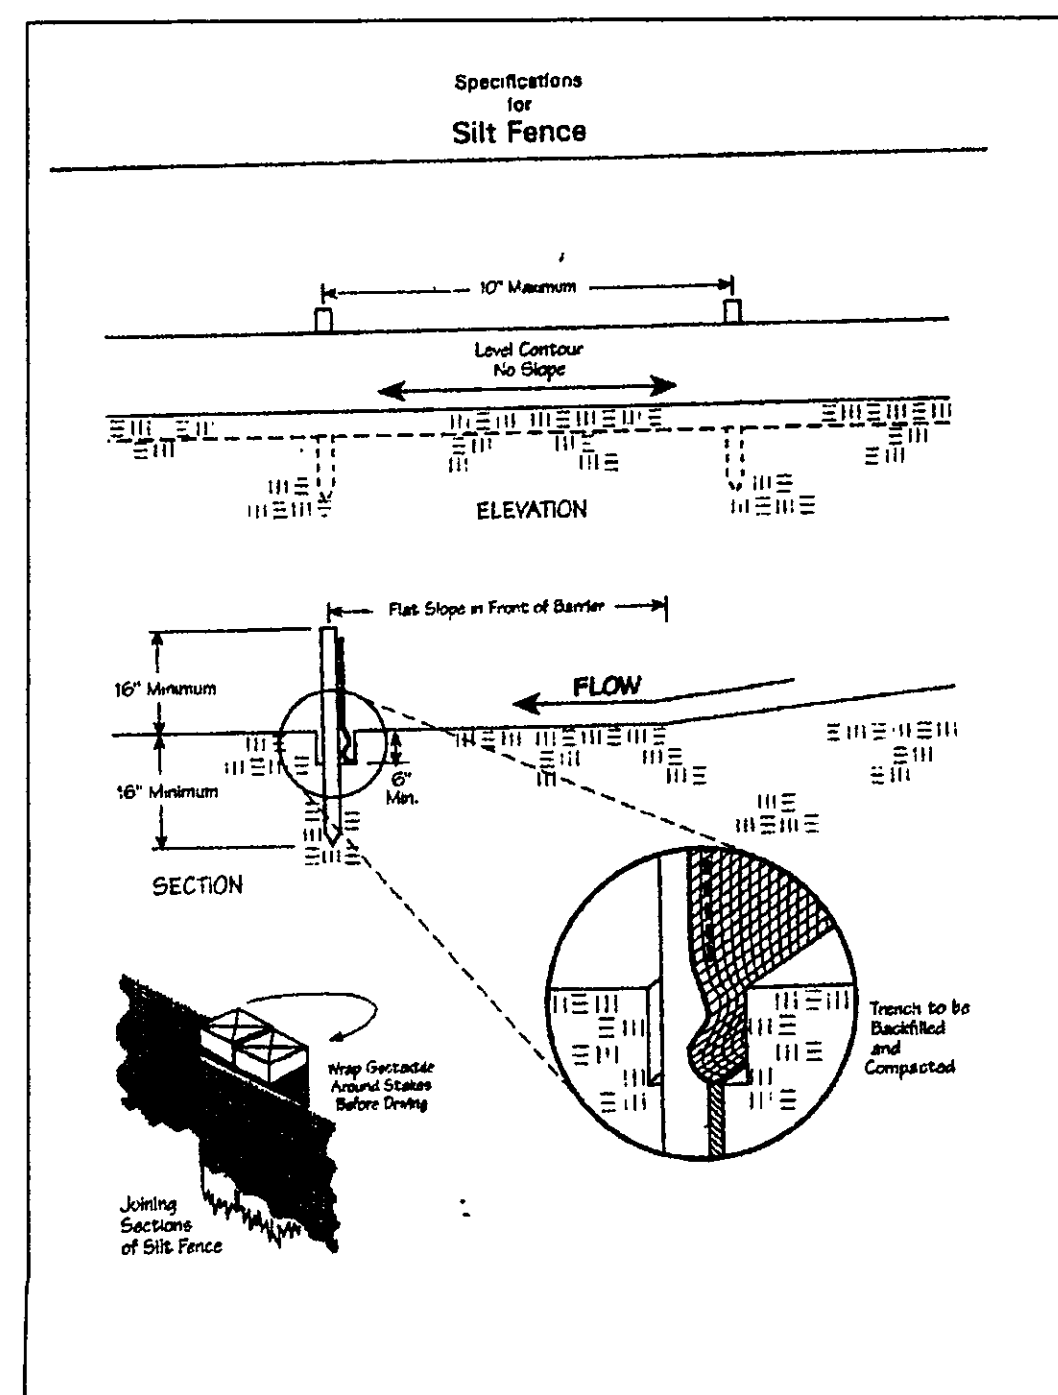 Specifications
for
Silt Fence
10" Maximum
Level Contour
No Slope
ELEVATION
Flat Slope in Front of Barrier
16" Minimum
FLOW
16" Minimum
6"
Min.
SECTION
Trench to be
Backfilled
and
Compacted
Wrap Geotextile
Around Stakes
Before Driving
Joining
Sections
of Silt Fence